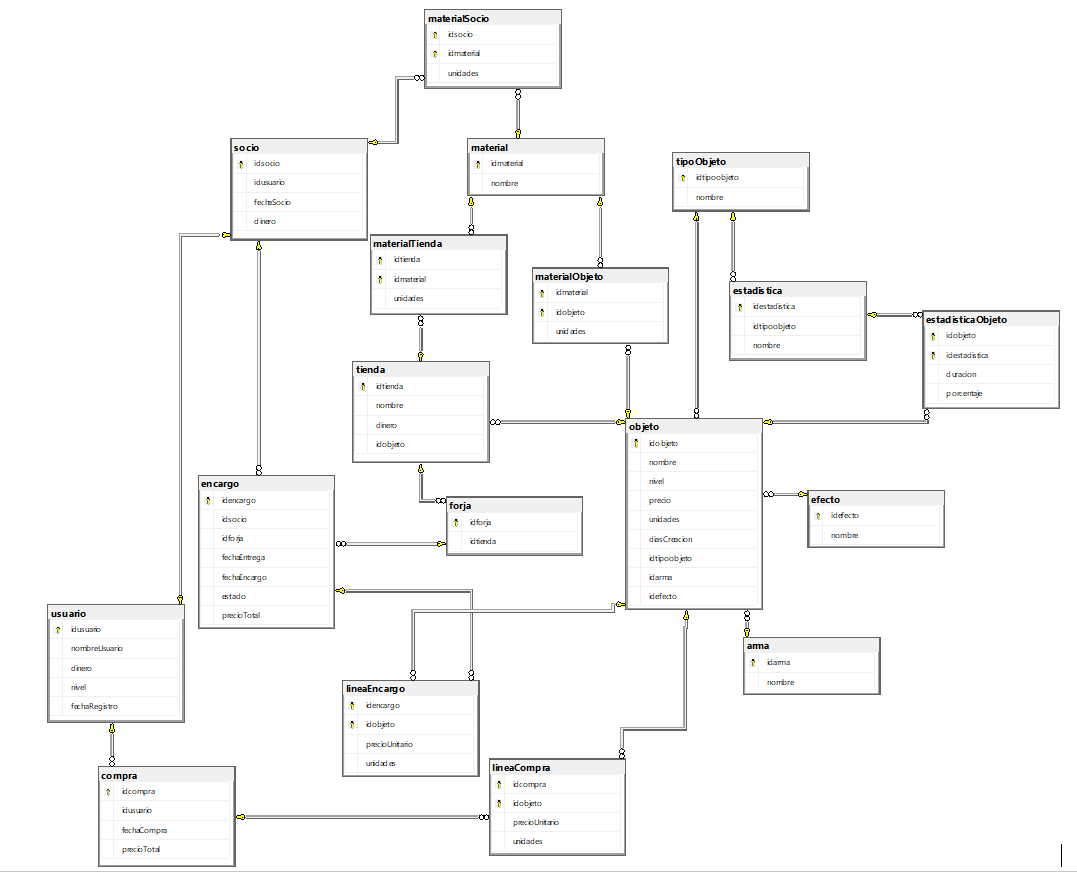 materialSocio
idsocio
idmaterial
unidades
socio
idsocio
idusuario
fechaSocio
dinero
material
idmaterial
nombre
tipoObjeto
idtipoobjeto
nombre
materialTienda
idtienda
idmaterial
unidades
materialObjeto
idmaterial
idobjeto
unidades
estadistica
idestadistica
idtipoobjeto
nombre
estadisticaObjeto
idobjeto
idestadistica
duracion
porcentaje
tienda
idtienda
nombre
dinero
idobjeto
objeto
idobjeto
nombre
nivel
precio
unidades
diasCreacion
idtipoobjeto
idarma
idefecto
encargo
idencargo
idsocio
idforja
fechaEntrega
fechaEncargo
estado
precioTotal
forja
idforja
idtienda
efecto
idefecto
nombre
usuario
idusuario
nombreUsuario
dinero
nivel
fechaRegistro
arma
idarma
nombre
lineaEncargo
idencargo
idobjeto
precioUnitario
unidades
compra
idcompra
idusuario
fechaCompra
precioTotal
lineaCompra
idcompra
idobjeto
precioUnitario
unidades